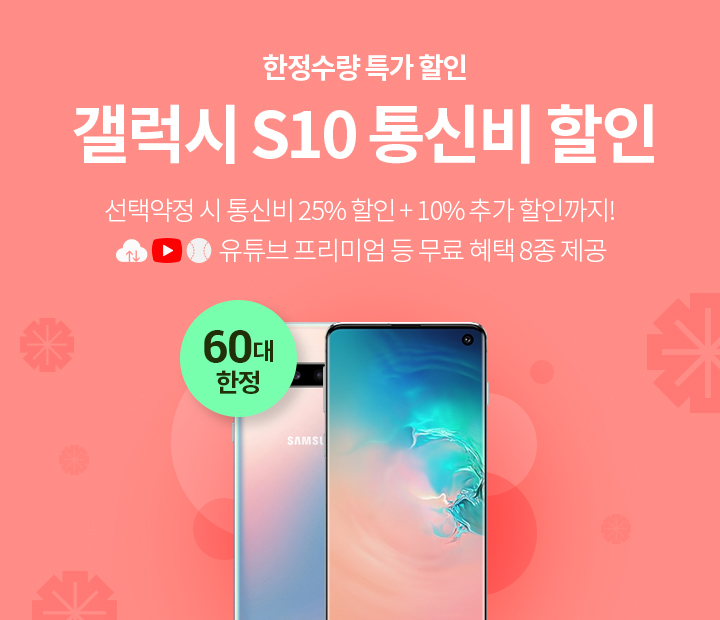 한정수량 특가 할인
갤럭시 S10 통신비 할인
선택약정 시 통신비 25% 할인 + 10% 추가 할인까지!
유튜브 프리미엄 등 무료 혜택 8종 제공
60대
한정